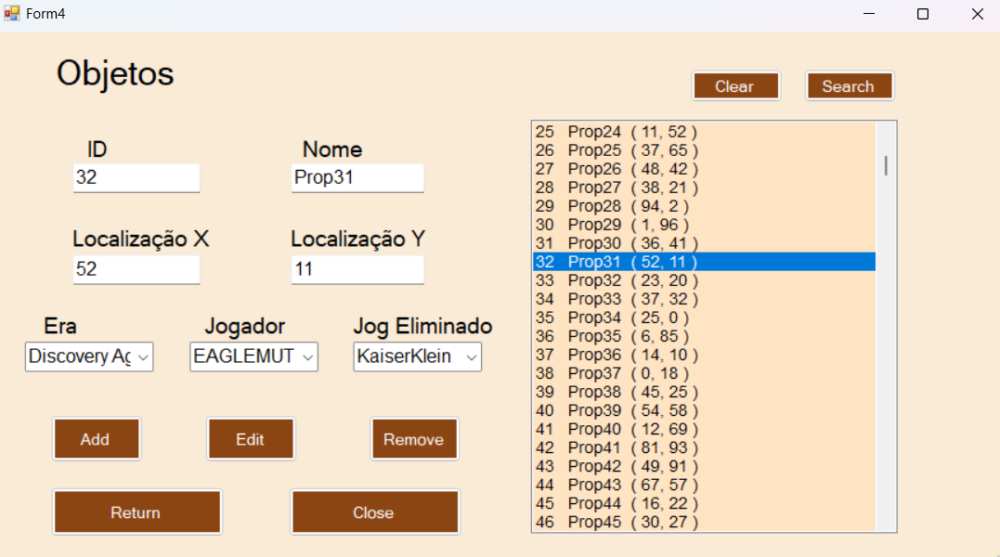 Form4
Objetos
Clear Search
ID Nome
32 Prop31
Localização X Localização Y
52 11
Era Jogador Jog Eliminado
Discovery Ag EAGLEMUT KaiserKlein
Add Edit Remove
Return Close
25 Prop24 ( 11, 52 )
26 Prop25 ( 37, 65 )
27 Prop26 ( 48, 42 )
28 Prop27 ( 38, 21 )
29 Prop28 ( 94, 2 )
30 Prop29 ( 1, 96 )
31 Prop30 ( 36, 41 )
32 Prop31 ( 52, 11 )
33 Prop32 ( 23, 20 )
34 Prop33 ( 37, 32 )
35 Prop34 ( 25, 0 )
36 Prop35 ( 6, 85 )
37 Prop36 ( 14, 10 )
38 Prop37 ( 0, 18 )
39 Prop38 ( 45, 25 )
40 Prop39 ( 54, 58 )
41 Prop40 ( 12, 69 )
42 Prop41 ( 81, 93 )
43 Prop42 ( 49, 91 )
44 Prop43 ( 67, 57 )
45 Prop44 ( 16, 22 )
46 Prop45 ( 30, 27 )